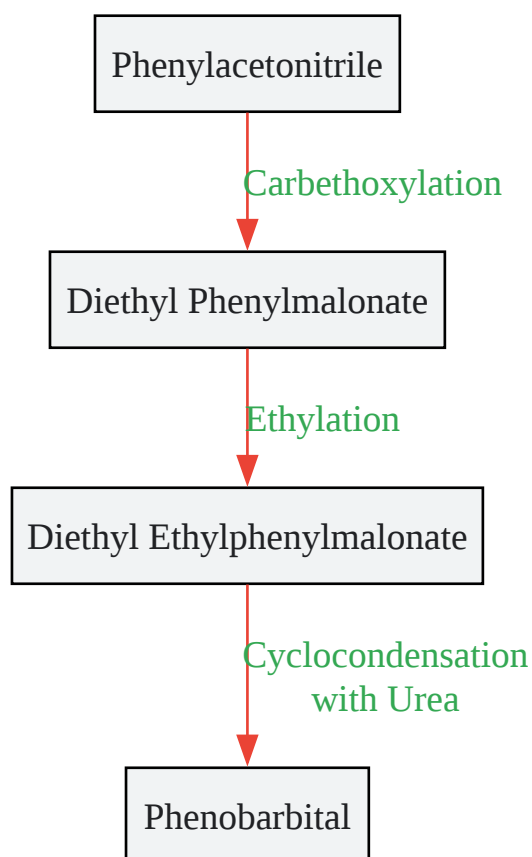 Phenylacetonitrile
Carbethoxylation
Diethyl Phenylmalonate
Ethylation
Diethyl Ethylphenylmalonate
Cyclocondensation
with Urea
Phenobarbital